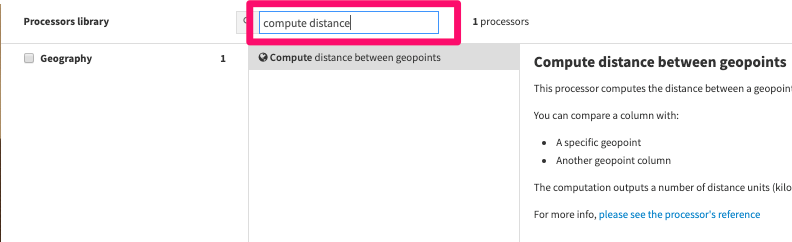 Processors library
compute distance
1 processors
Geography 1
Compute distance between geopoints
Compute distance between geopoints
This processor computes the distance between a geopoint
You can compare a column with:
• A specific geopoint
• Another geopoint column
The computation outputs a number of distance units (kilo
For more info, please see the processor's reference